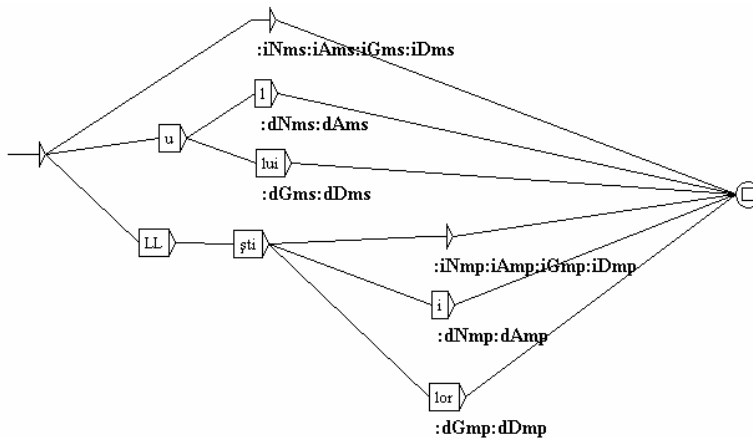 :iNms:iAms:iGms:iDms
l
:dNms:dAms
u
lui
:dGms:dDms
LL
ști
:iNmp:iAmp:iGmp:iDmp
i
:dNmp:dAmp
lor
:dGmp:dDmp